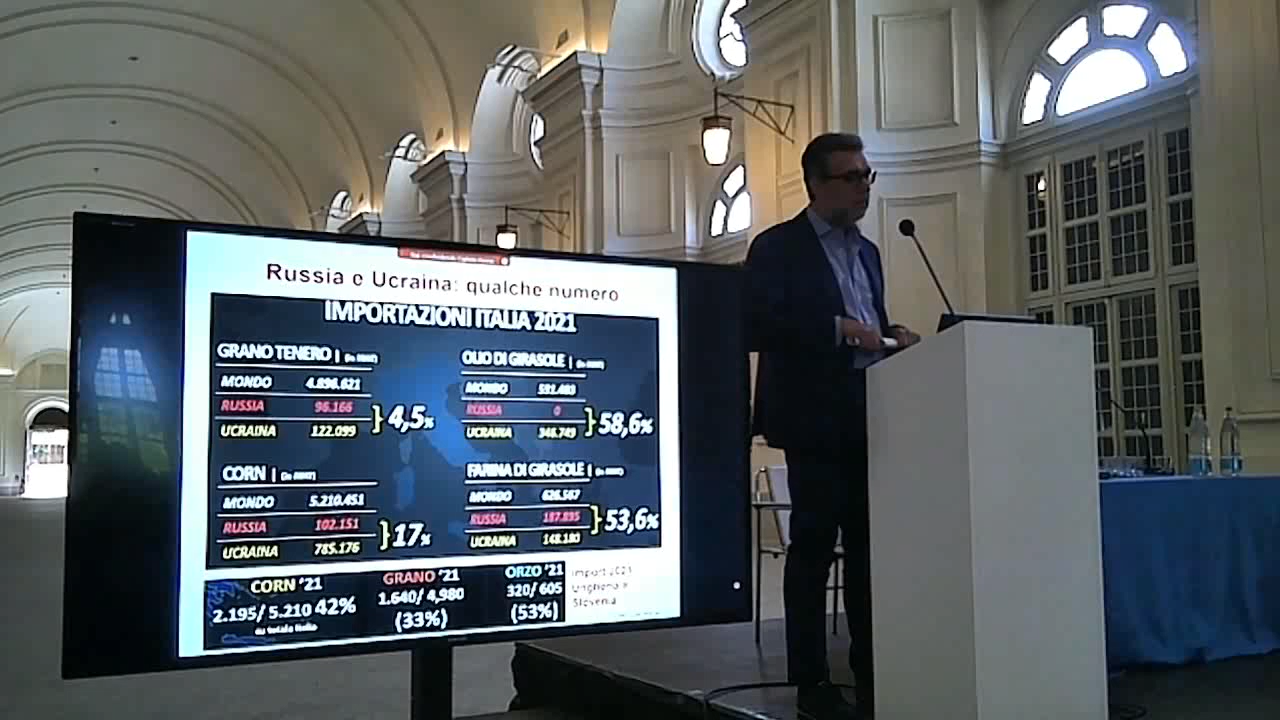 Russia e Ucraina: qualche numero
IMPORTAZIONI ITALIA 2021
GRANO TENERO |
MONDO 4.896.621
RUSSIA 96.166
UCRAINA 122.099
} 4,5%
OLIO DI GIRASOLE |
MONDO 591.483
RUSSIA 0
UCRAINA 346.749
} 58,6%
CORN |
MONDO 5.210.451
RUSSIA 102.151
UCRAINA 785.176
} 17%
FARINA DI GIRASOLE |
MONDO 626.567
RUSSIA 187.895
UCRAINA 148.180
} 53,6%
CORN '21
2.195/ 5.210 42%
su totale Italia
GRANO '21
1.640/ 4,980
(33%)
ORZO '21
320/ 605
(53%)
Import 2021
Ungheria e
Slovenia